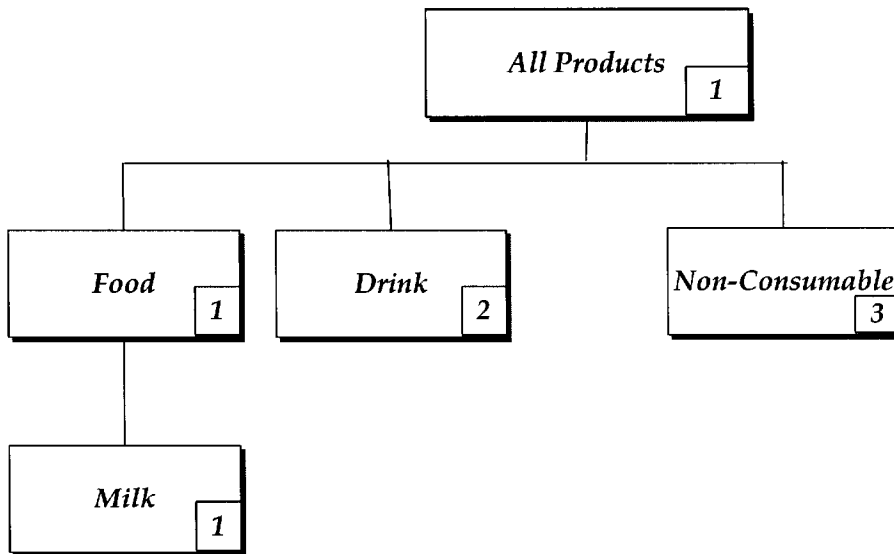 All Products
1
Food
1
Drink
2
Non-Consumable
3
Milk
1